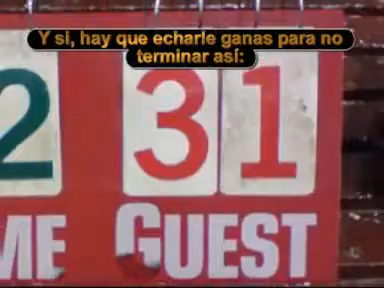 Y si, hay que echarle ganas para no
terminar así:
2 31
ME GUEST